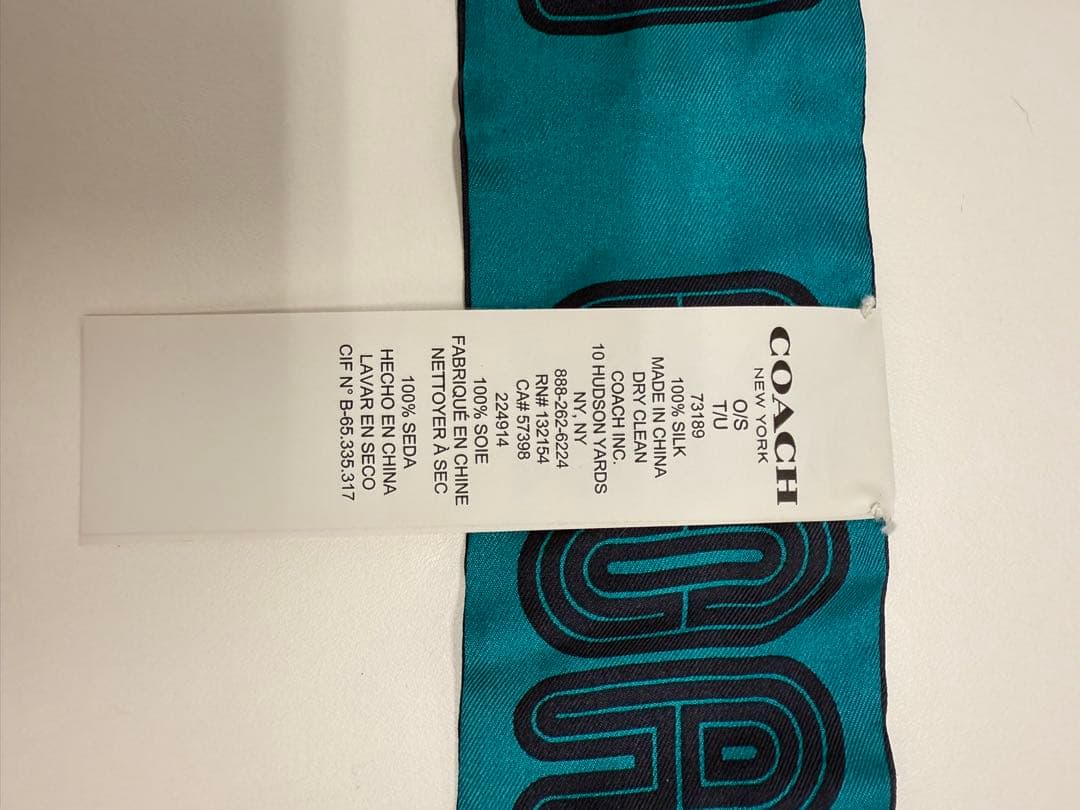 COACH
NEW YORK
O/S
T/U
73189
100% SILK
MADE IN CHINA
DRY CLEAN
COACH INC.
10 HUDSON YARDS
NY, NY
888-262-6224
RN# 132154
CA# 57398
224914
100% SOIE
FABRIQUÉ EN CHINE
NETTOYER À SEC
100% SEDA
HECHO EN CHINA
LAVAR EN SECO
CIF N° B-65.335.317